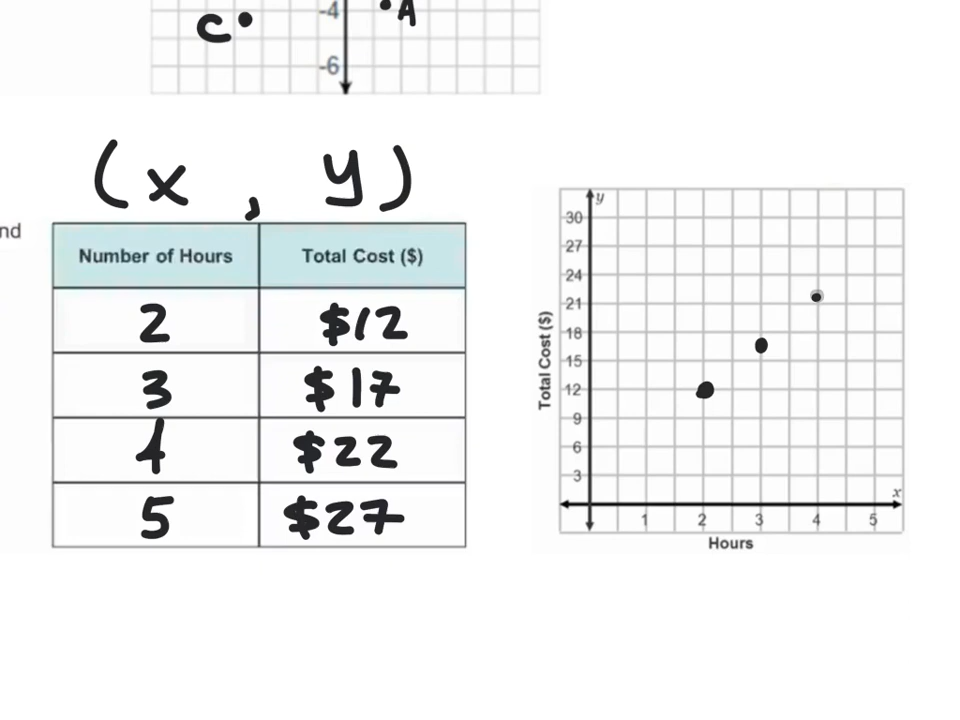 -4
A
C
-6
(x , y)
nd
Number of Hours Total Cost ($)
2 $12
3 $17
4 $22
5 $27
y
30
27
24
21
18
15
12
9
6
3
Total Cost ($)
x
1 2 3 4 5
Hours